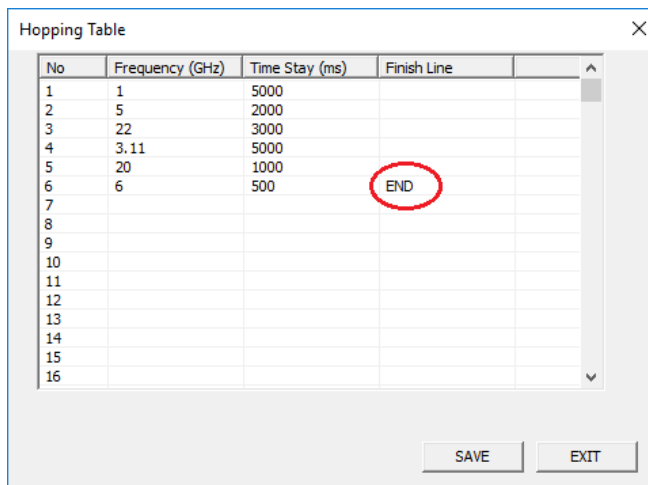 Hopping Table
No Frequency (GHz) Time Stay (ms) Finish Line
1 1 5000
2 5 2000
3 22 3000
4 3.11 5000
5 20 1000
6 6 500 END
7
8
9
10
11
12
13
14
15
16
SAVE EXIT